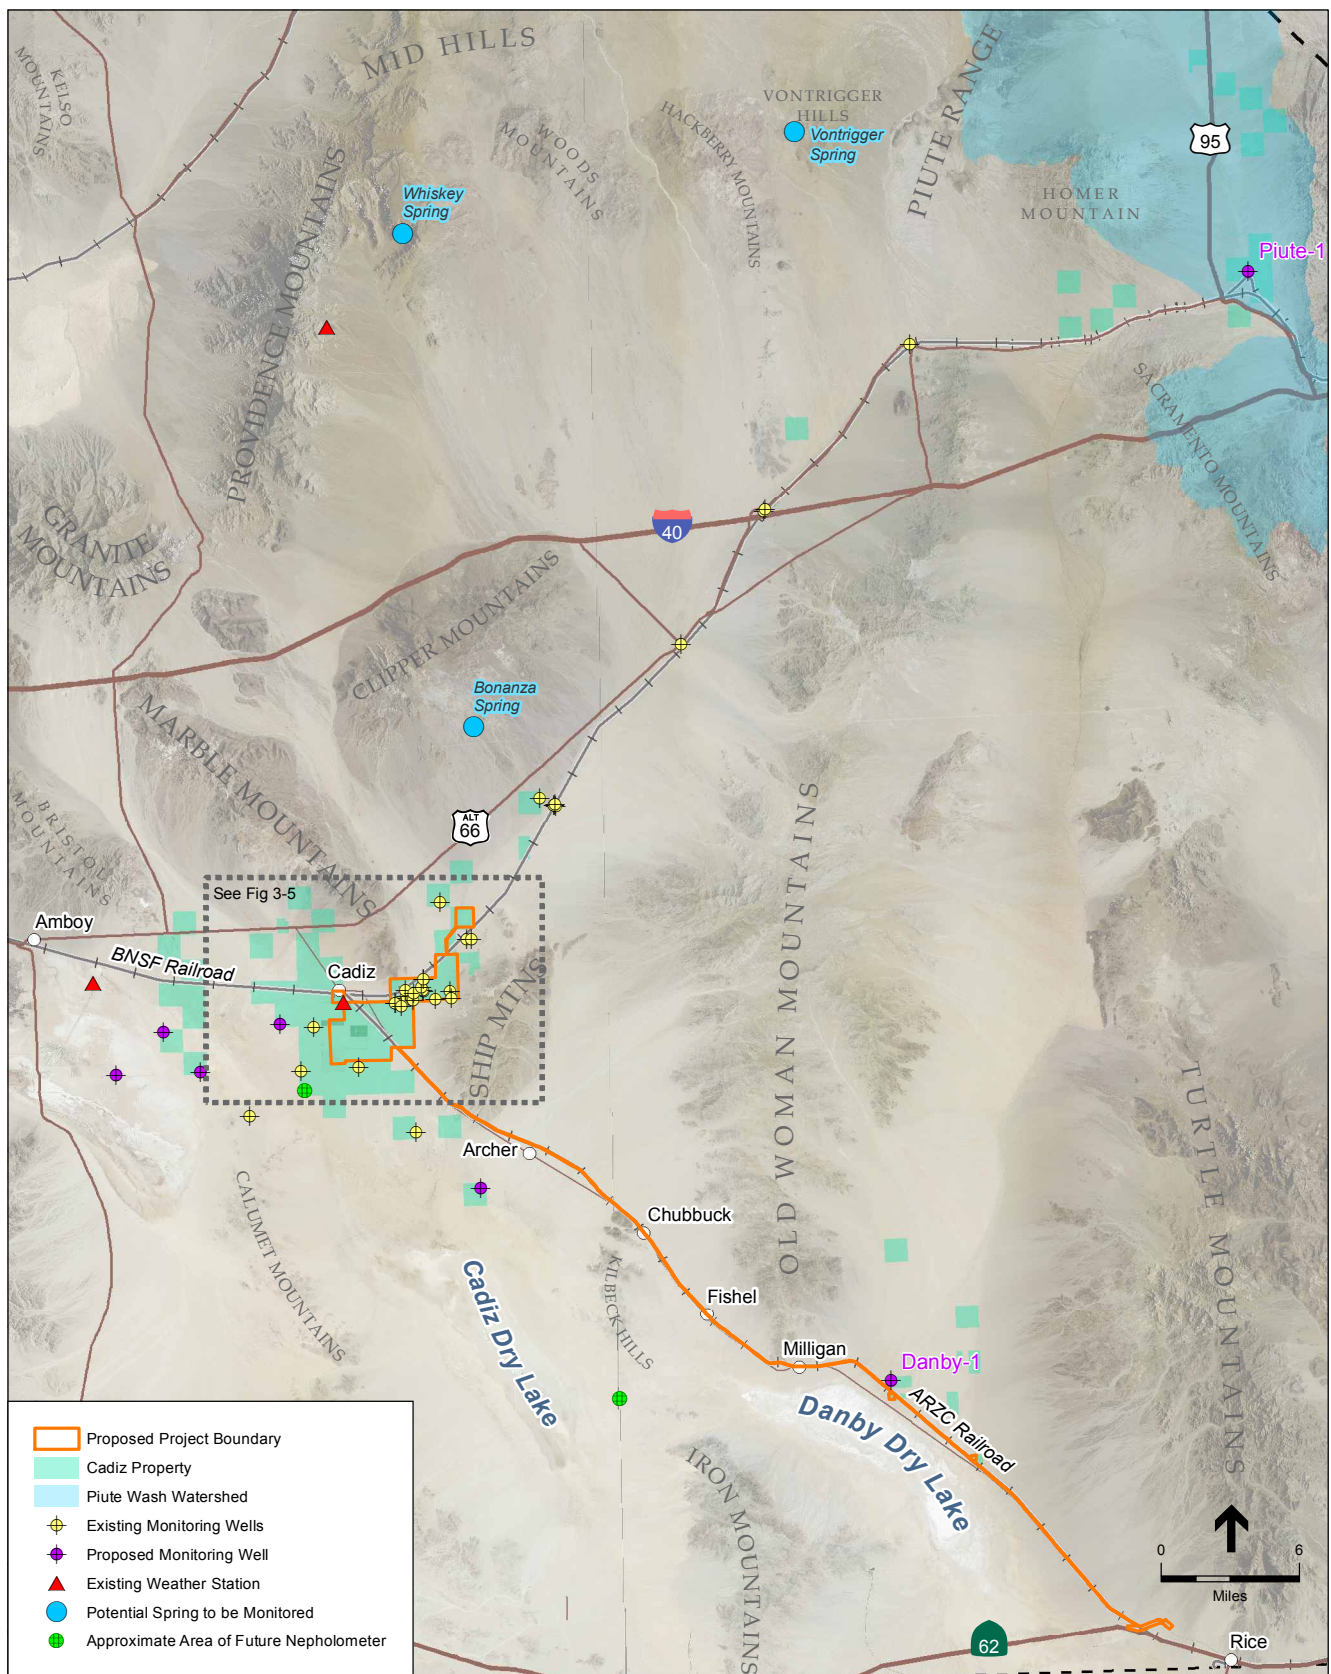 MID HILLS
KELSO
MOUNTAINS
PIUTE RANGE
VONTRIGGER
HILLS
Vontrigger
Spring
HACKBERRY MOUNTAINS
WOODS
MOUNTAINS
95
HOMER
MOUNTAIN
Whiskey
Spring
PROVIDENCE MOUNTAINS
Piute-1
SACRAMENTO MOUNTAINS
GRANITE
MOUNTAINS
40
CLIPPER MOUNTAINS
Bonanza
Spring
MARBLE MOUNTAINS
BRISTOL
MOUNTAINS
ALT
66
See Fig 3-5
Amboy
BNSF Railroad
Cadiz
SHIP MTNS
OLD WOMAN MOUNTAINS
TURTLE MOUNTAINS
Archer
CALUMET MOUNTAINS
Chubbuck
Cadiz Dry Lake
KILBECK HILLS
Fishel
Milligan
Danby-1
Danby Dry Lake
ARZC Railroad
IRON MOUNTAINS
Proposed Project Boundary
Cadiz Property
Piute Wash Watershed
Existing Monitoring Wells
Proposed Monitoring Well
Existing Weather Station
Potential Spring to be Monitored
Approximate Area of Future Nepholometer
0 6
Miles
62
Rice